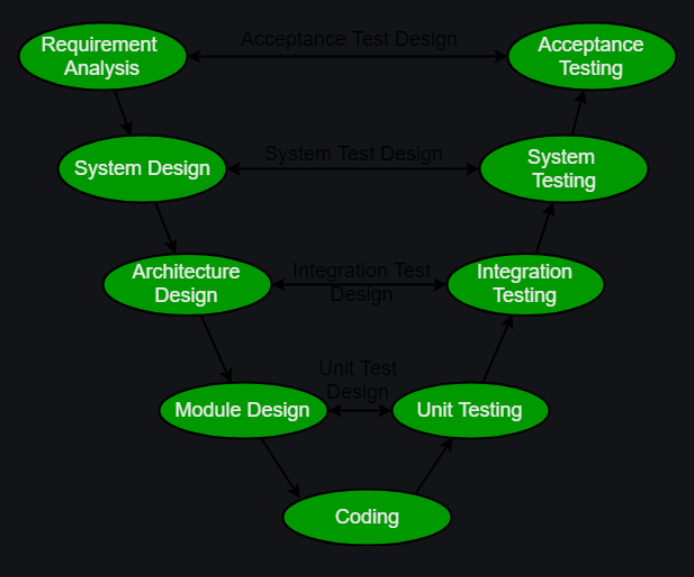 Requirement
Analysis
Acceptance Test Design
Acceptance
Testing
System Design
System Test Design
System
Testing
Architecture
Design
Integration Test
Design
Integration
Testing
Module Design
Unit Test
Design
Unit Testing
Coding